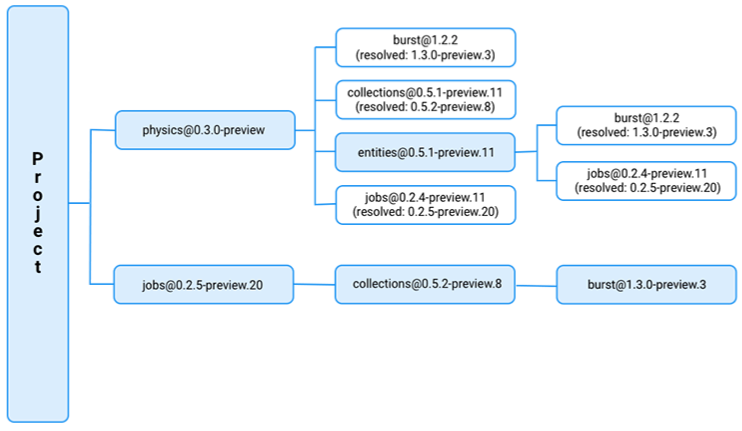 Project
physics@0.3.0-preview
burst@1.2.2
(resolved: 1.3.0-preview.3)
collections@0.5.1-preview.11
(resolved: 0.5.2-preview.8)
entities@0.5.1-preview.11
burst@1.2.2
(resolved: 1.3.0-preview.3)
jobs@0.2.4-preview.11
(resolved: 0.2.5-preview.20)
jobs@0.2.4-preview.11
(resolved: 0.2.5-preview.20)
jobs@0.2.5-preview.20
collections@0.5.2-preview.8
burst@1.3.0-preview.3